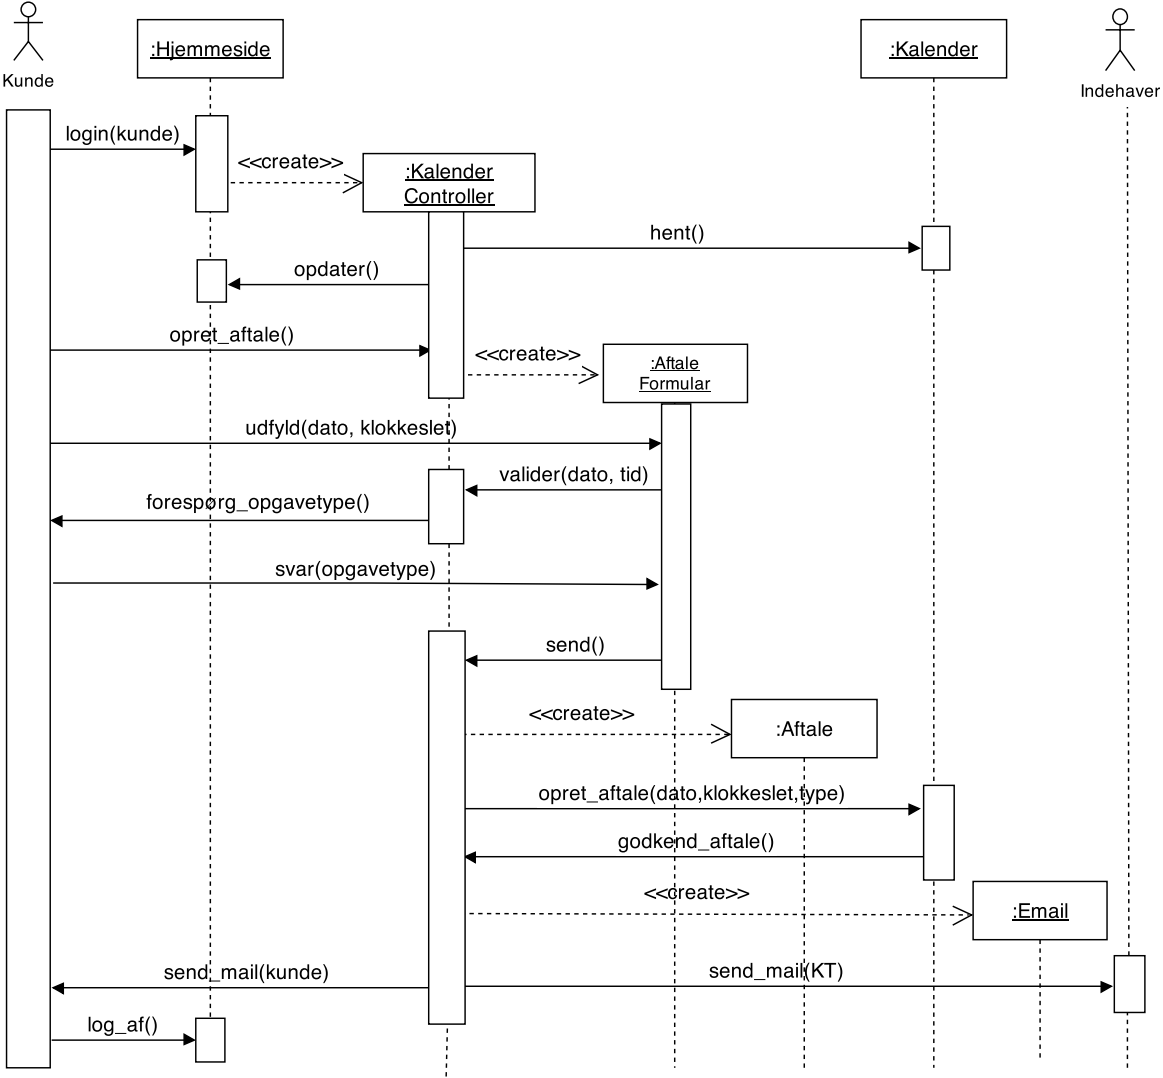 Kunde
:Hjemmeside
:Kalender
Indehaver
login(kunde)
<<create>>
:Kalender
Controller
hent()
opdater()
opret_aftale()
<<create>>
:Aftale
Formular
udfyld(dato, klokkeslet)
valider(dato, tid)
forespørg_opgavetype()
svar(opgavetype)
send()
<<create>>
:Aftale
opret_aftale(dato,klokkeslet,type)
godkend_aftale()
<<create>>
:Email
send_mail(kunde)
send_mail(KT)
log_af()